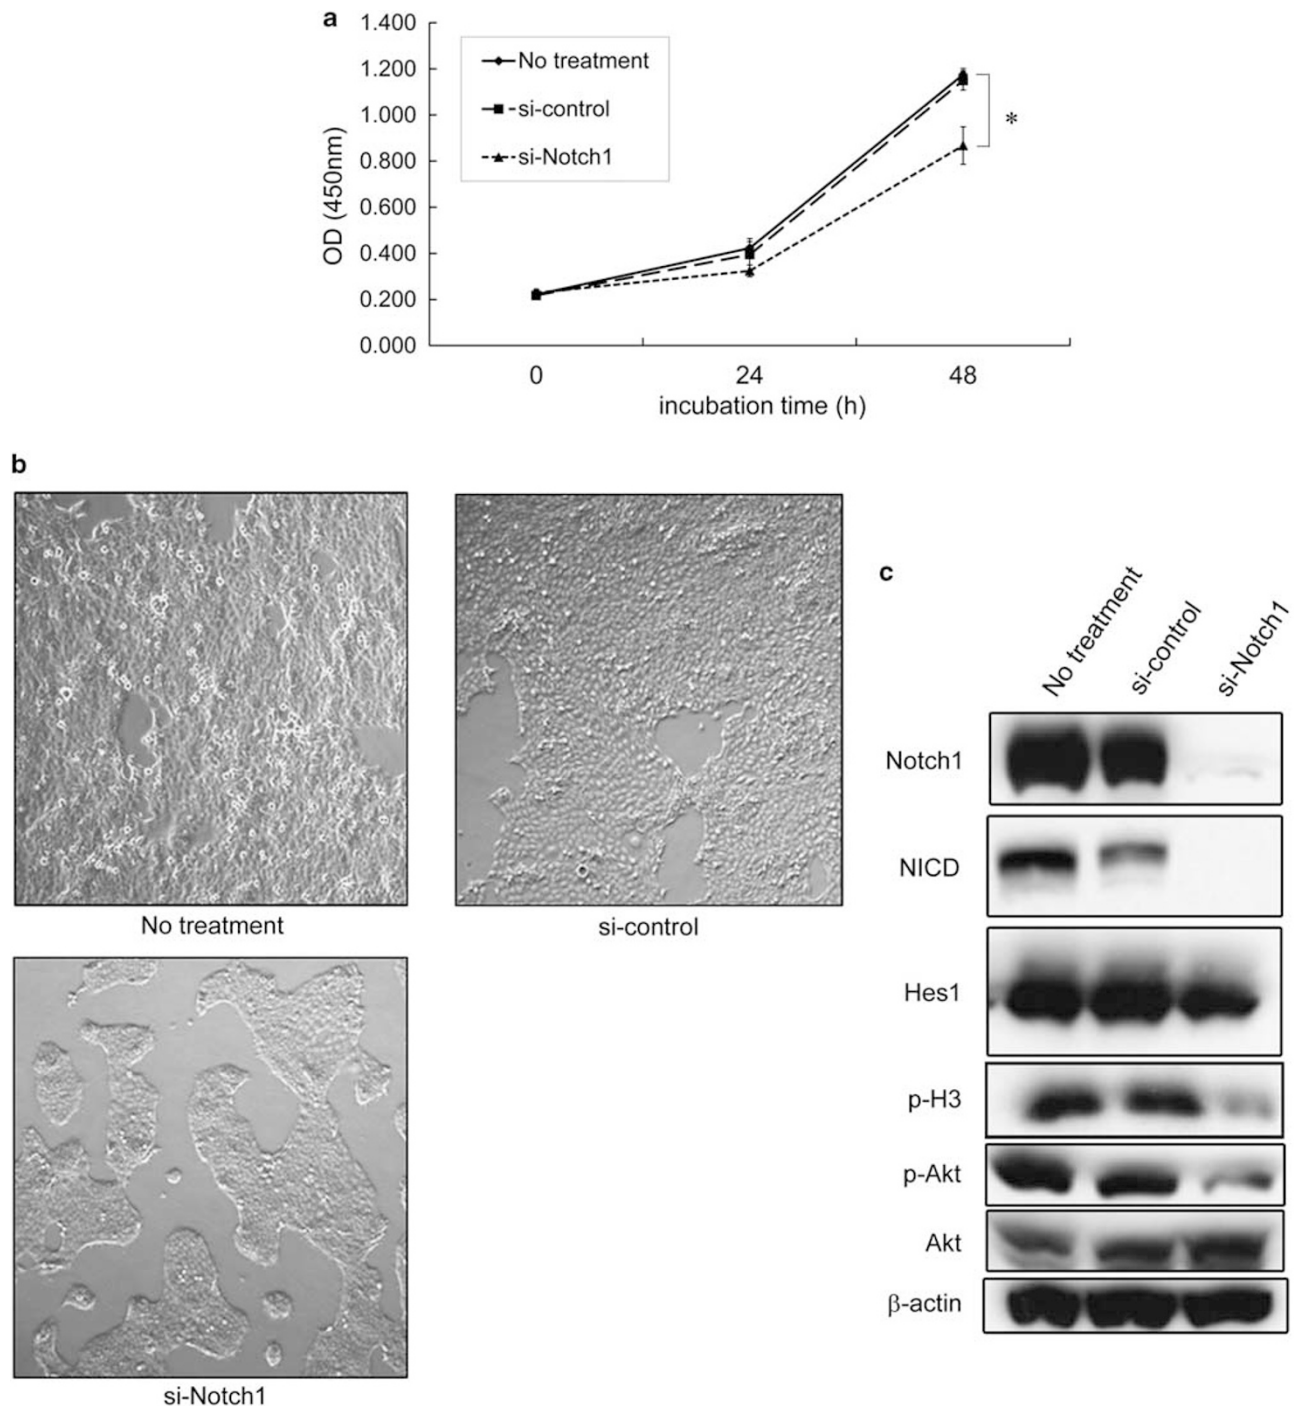 a
1.400
1.200
1.000
0.800
0.600
0.400
0.200
0.000
OD (450nm)
No treatment
si-control
si-Notch1
*
0 24 48
incubation time (h)
b
No treatment
si-control
si-Notch1
c
No treatment
si-control
si-Notch1
Notch1
NICD
Hes1
p-H3
p-Akt
Akt
β-actin